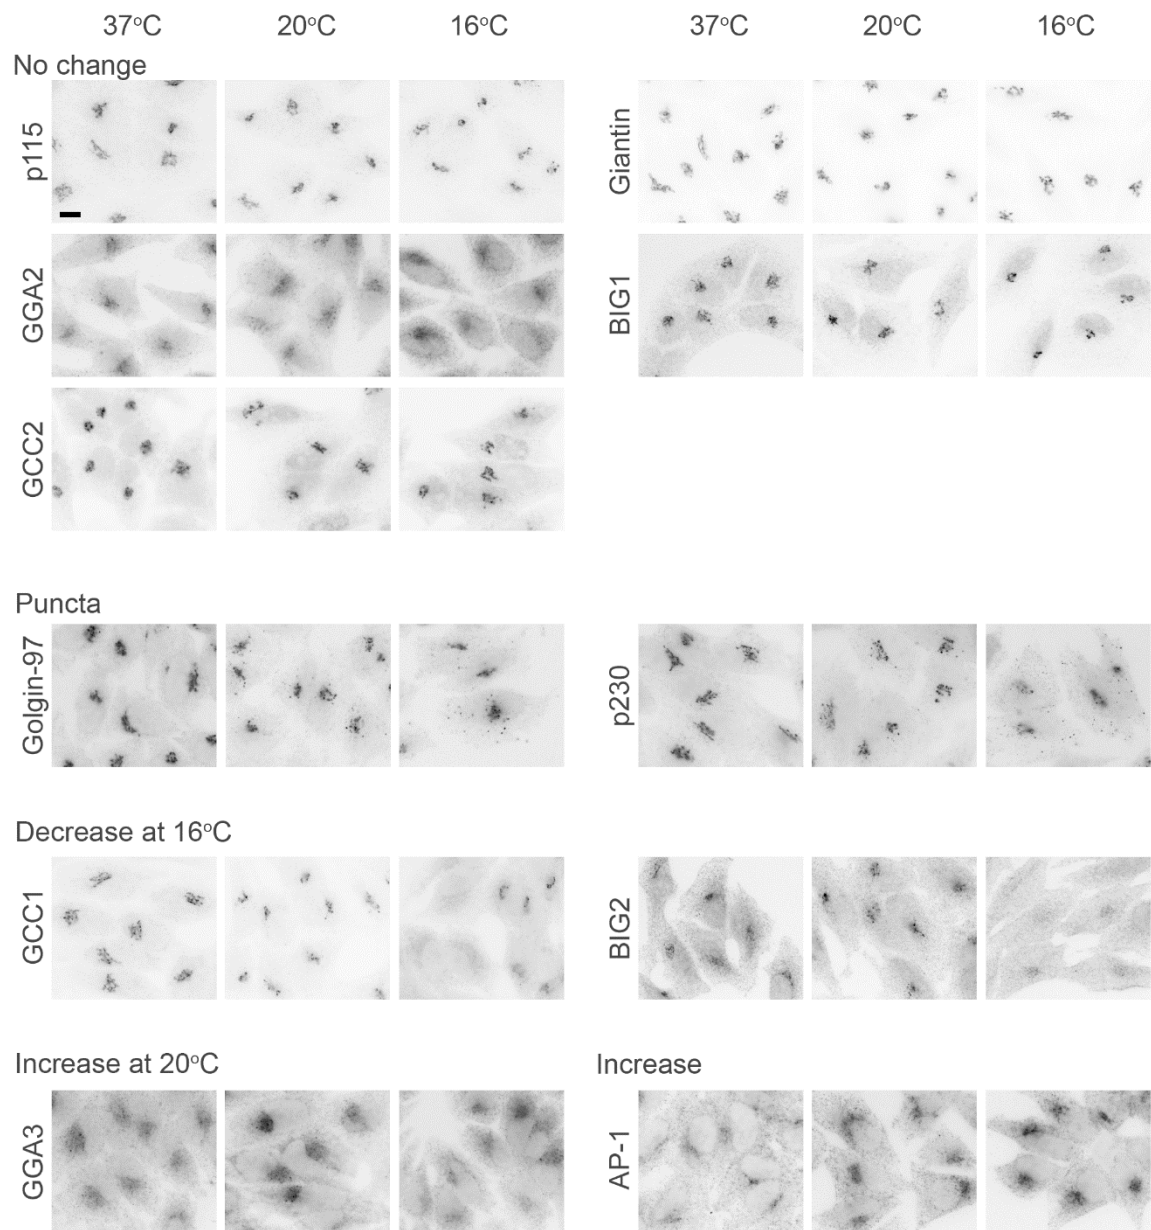 37°C 20°C 16°C 37°C 20°C 16°C
No change
p115 Giantin
GGA2 BIG1
GCC2
Puncta
Golgin-97 p230
Decrease at 16°C
GCC1 BIG2
Increase at 20°C Increase
GGA3 AP-1